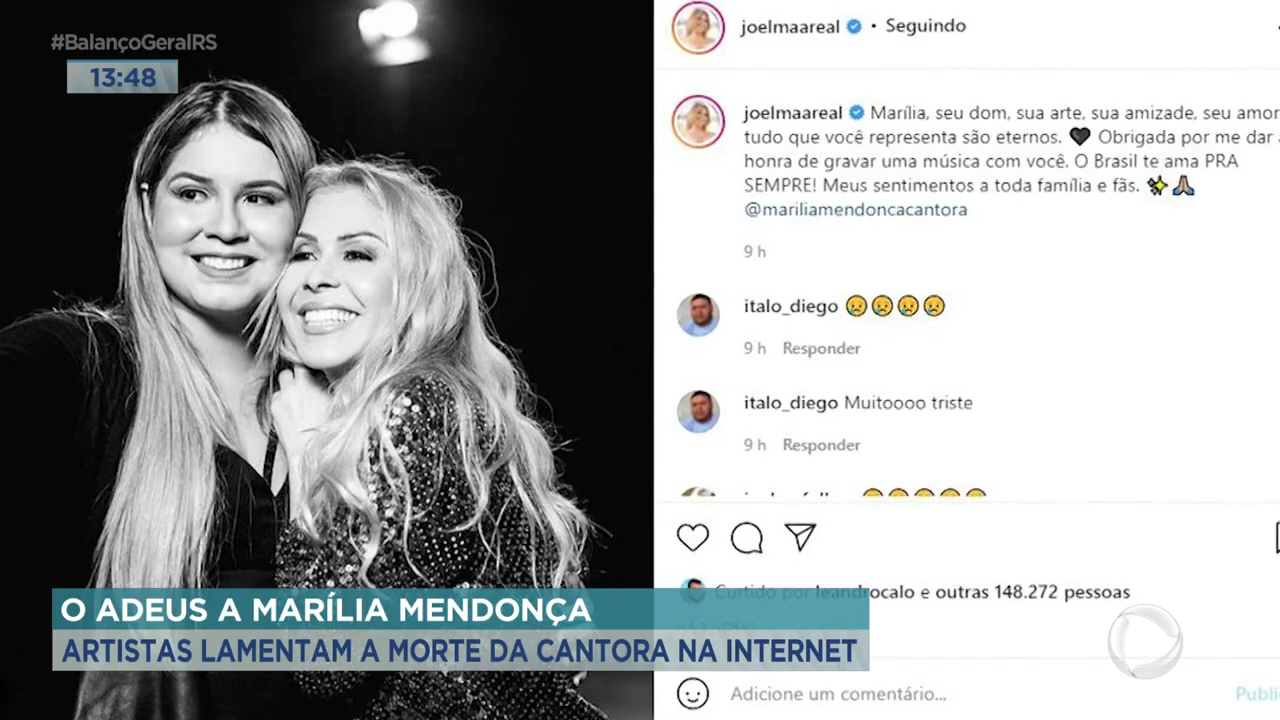 #BalançoGeralRS
13:48
joelmaareal • Seguindo
joelmaareal Marília, seu dom, sua arte, sua amizade, seu amor
tudo que você representa são eternos. 🖤 Obrigada por me dar a
honra de gravar uma música com você. O Brasil te ama PRA
SEMPRE! Meus sentimentos a toda família e fãs. ✨🙏🏽
@mariliamendoncacantora
9 h
italo_diego 😢😢😢😢
9 h Responder
italo_diego Muitoooo triste
9 h Responder
Curtido por leandrocalo e outras 148.272 pessoas
O ADEUS A MARÍLIA MENDONÇA
ARTISTAS LAMENTAM A MORTE DA CANTORA NA INTERNET
Adicione um comentário...